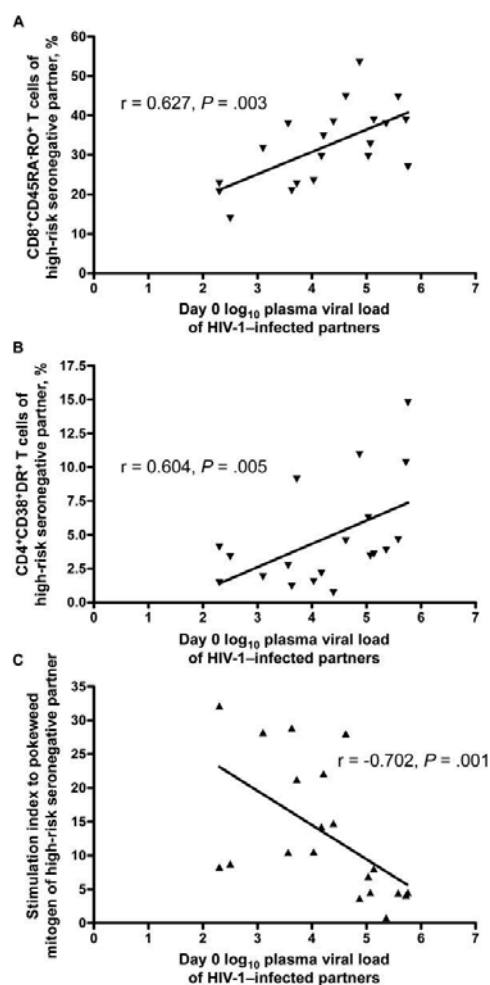 A
CD8+CD45RA-RO+ T cells of
high-risk seronegative partner, %
60
50
40
30
20
10
0
r = 0.627, P = .003
0 1 2 3 4 5 6
Day 0 log10 plasma viral load
of HIV-1–infected partners
B
CD4+CD38+DR+ T cells of
high-risk seronegative partner, %
17.5
15.0
12.5
10.0
7.5
5.0
2.5
0.0
r = 0.604, P = .005
0 1 2 3 4 5 6
Day 0 log10 plasma viral load
of HIV-1–infected partners
C
Stimulation index to pokeweed
mitogen of high-risk seronegative partner
35
30
25
20
15
10
5
0
r = -0.702, P = .001
0 1 2 3 4 5 6
Day 0 log10 plasma viral load
of HIV-1–infected partners